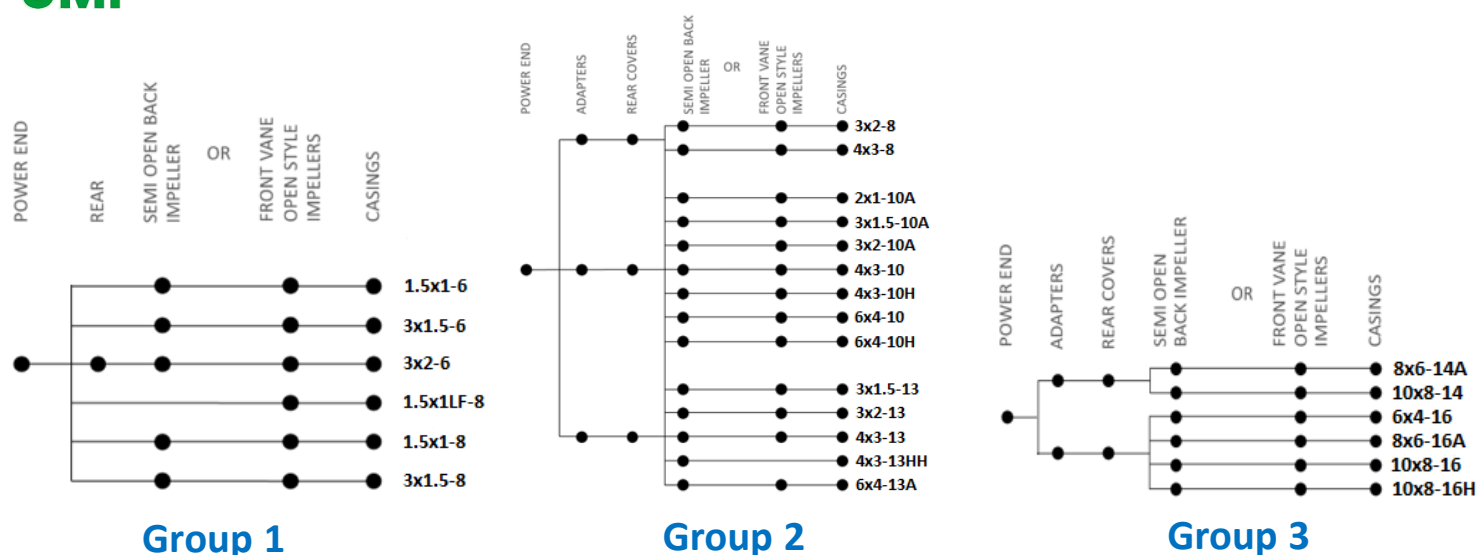 POWER END
REAR
SEMI OPEN BACK
IMPELLER
OR
FRONT VANE
OPEN STYLE
IMPELLERS
CASINGS
1.5x1-6
3x1.5-6
3x2-6
1.5x1LF-8
1.5x1-8
3x1.5-8
Group 1
POWER END
ADAPTERS
REAR COVERS
SEMI OPEN BACK
IMPELLER
OR
FRONT VANE
OPEN STYLE
IMPELLERS
CASINGS
3x2-8
4x3-8
2x1-10A
3x1.5-10A
3x2-10A
4x3-10
4x3-10H
6x4-10
6x4-10H
3x1.5-13
3x2-13
4x3-13
4x3-13HH
6x4-13A
Group 2
POWER END
ADAPTERS
REAR COVERS
SEMI OPEN
BACK IMPELLER
OR
FRONT VANE
OPEN STYLE
IMPELLERS
CASINGS
8x6-14A
10x8-14
6x4-16
8x6-16A
10x8-16
10x8-16H
Group 3